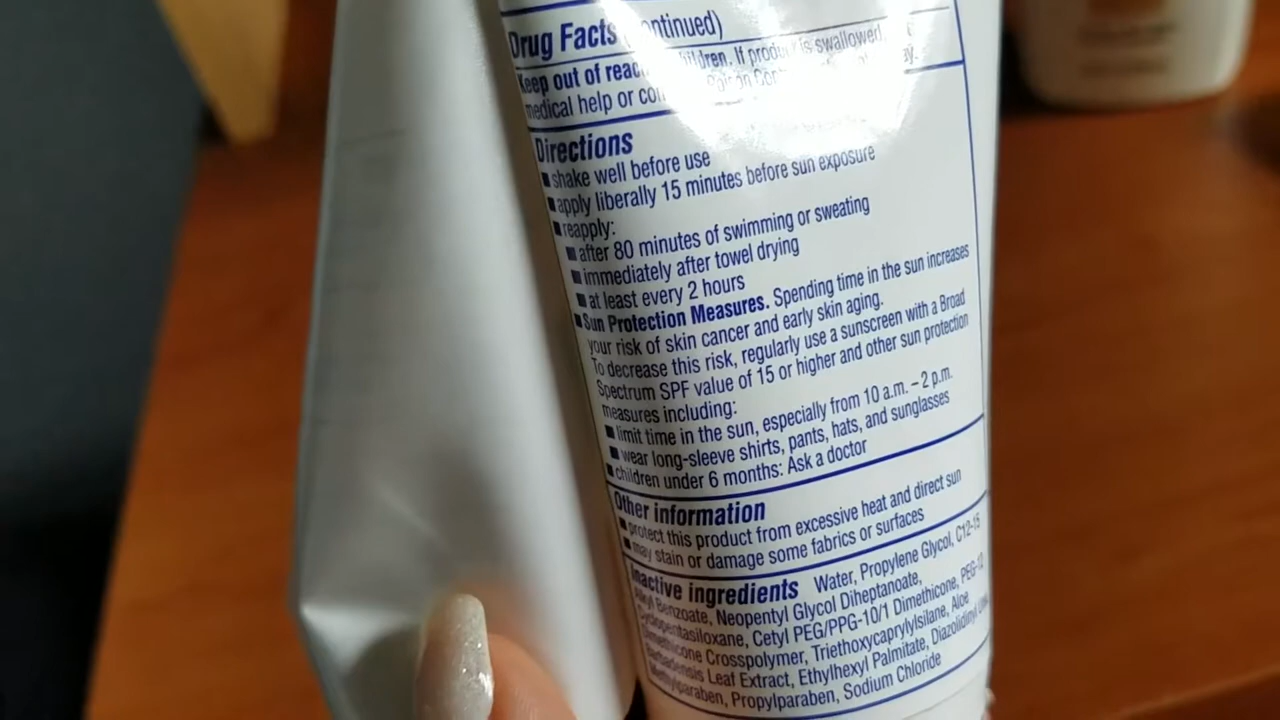 Drug Facts (continued)
Keep out of reach children. If product is swallowed,
medical help or Poison
Directions
■ shake well before use
■ apply liberally 15 minutes before sun exposure
■ reapply:
■ after 80 minutes of swimming or sweating
■ immediately after towel drying
■ at least every 2 hours
■ Sun Protection Measures. Spending time in the sun increases
your risk of skin cancer and early skin aging.
To decrease this risk, regularly use a sunscreen with a Broad
Spectrum SPF value of 15 or higher and other sun protection
measures including:
■ limit time in the sun, especially from 10 a.m. – 2 p.m.
■ wear long-sleeve shirts, pants, hats, and sunglasses
■ children under 6 months: Ask a doctor
Other information
■ protect this product from excessive heat and direct sun
■ may stain or damage some fabrics or surfaces
Inactive ingredients Water, Propylene Glycol, C12-15
Alkyl Benzoate, Neopentyl Glycol Diheptanoate,
Cyclopentasiloxane, Cetyl PEG/PPG-10/1 Dimethicone, PEG-12
Dimethicone Crosspolymer, Triethoxycaprylylsilane, Aloe
Barbadensis Leaf Extract, Ethylhexyl Palmitate, Diazolidinyl
Methylparaben, Propylparaben, Sodium Chloride